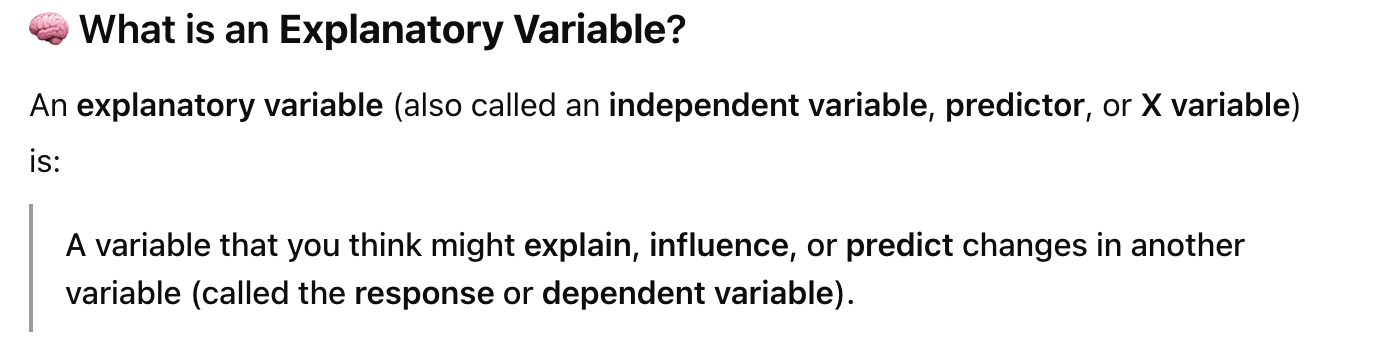 🧠 What is an Explanatory Variable?
An explanatory variable (also called an independent variable, predictor, or X variable)
is:
A variable that you think might explain, influence, or predict changes in another
variable (called the response or dependent variable).